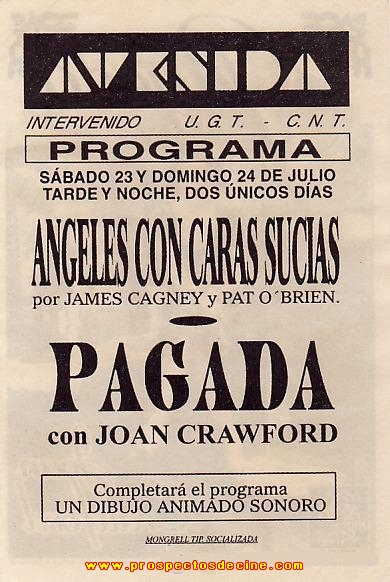 AVENIDA
INTERVENIDO U.G.T. - C.N.T.
PROGRAMA
SÁBADO 23 Y DOMINGO 24 DE JULIO
TARDE Y NOCHE, DOS ÚNICOS DÍAS
ANGELES CON CARAS SUCIAS
por JAMES CAGNEY y PAT O´BRIEN.
PAGADA
con JOAN CRAWFORD
Completará el programa
UN DIBUJO ANIMADO SONORO
MONGRELL TIP. SOCIALIZADA
www.prospectosdecine.com